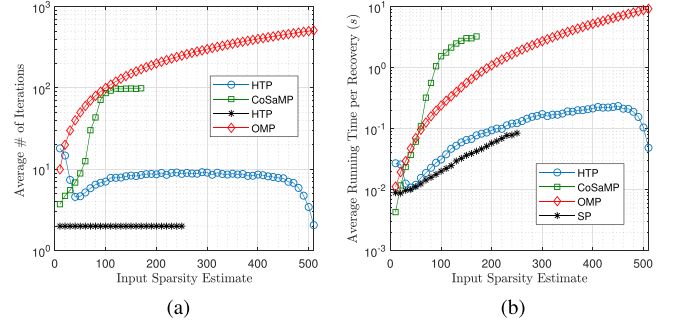 (a)
10^3
10^2
10^1
10^0
Average # of Iterations
HTP
CoSaMP
HTP
OMP
0 100 200 300 400 500
Input Sparsity Estimate
(b)
10^1
10^0
10^-1
10^-2
10^-3
Average Running Time per Recovery (s)
HTP
CoSaMP
OMP
SP
0 100 200 300 400 500
Input Sparsity Estimate